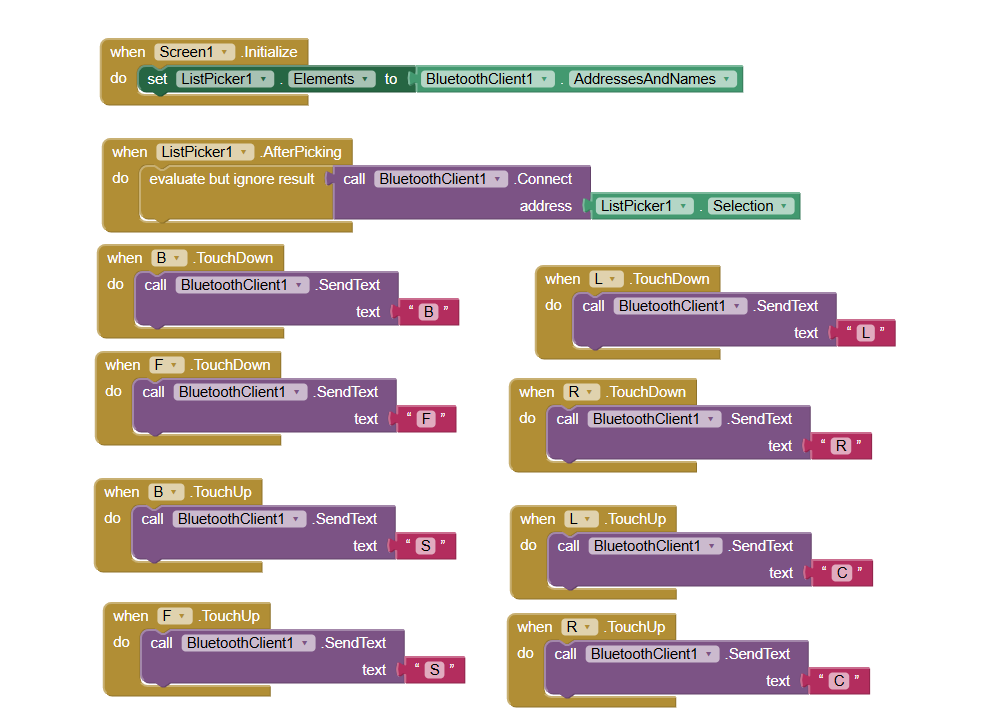 when Screen1 .Initialize
do set ListPicker1 . Elements to BluetoothClient1 . AddressesAndNames
when ListPicker1 .AfterPicking
do evaluate but ignore result call BluetoothClient1 .Connect
address ListPicker1 . Selection
when B .TouchDown
do call BluetoothClient1 .SendText
text “ B ”
when L .TouchDown
do call BluetoothClient1 .SendText
text “ L ”
when F .TouchDown
do call BluetoothClient1 .SendText
text “ F ”
when R .TouchDown
do call BluetoothClient1 .SendText
text “ R ”
when B .TouchUp
do call BluetoothClient1 .SendText
text “ S ”
when L .TouchUp
do call BluetoothClient1 .SendText
text “ C ”
when F .TouchUp
do call BluetoothClient1 .SendText
text “ S ”
when R .TouchUp
do call BluetoothClient1 .SendText
text “ C ”